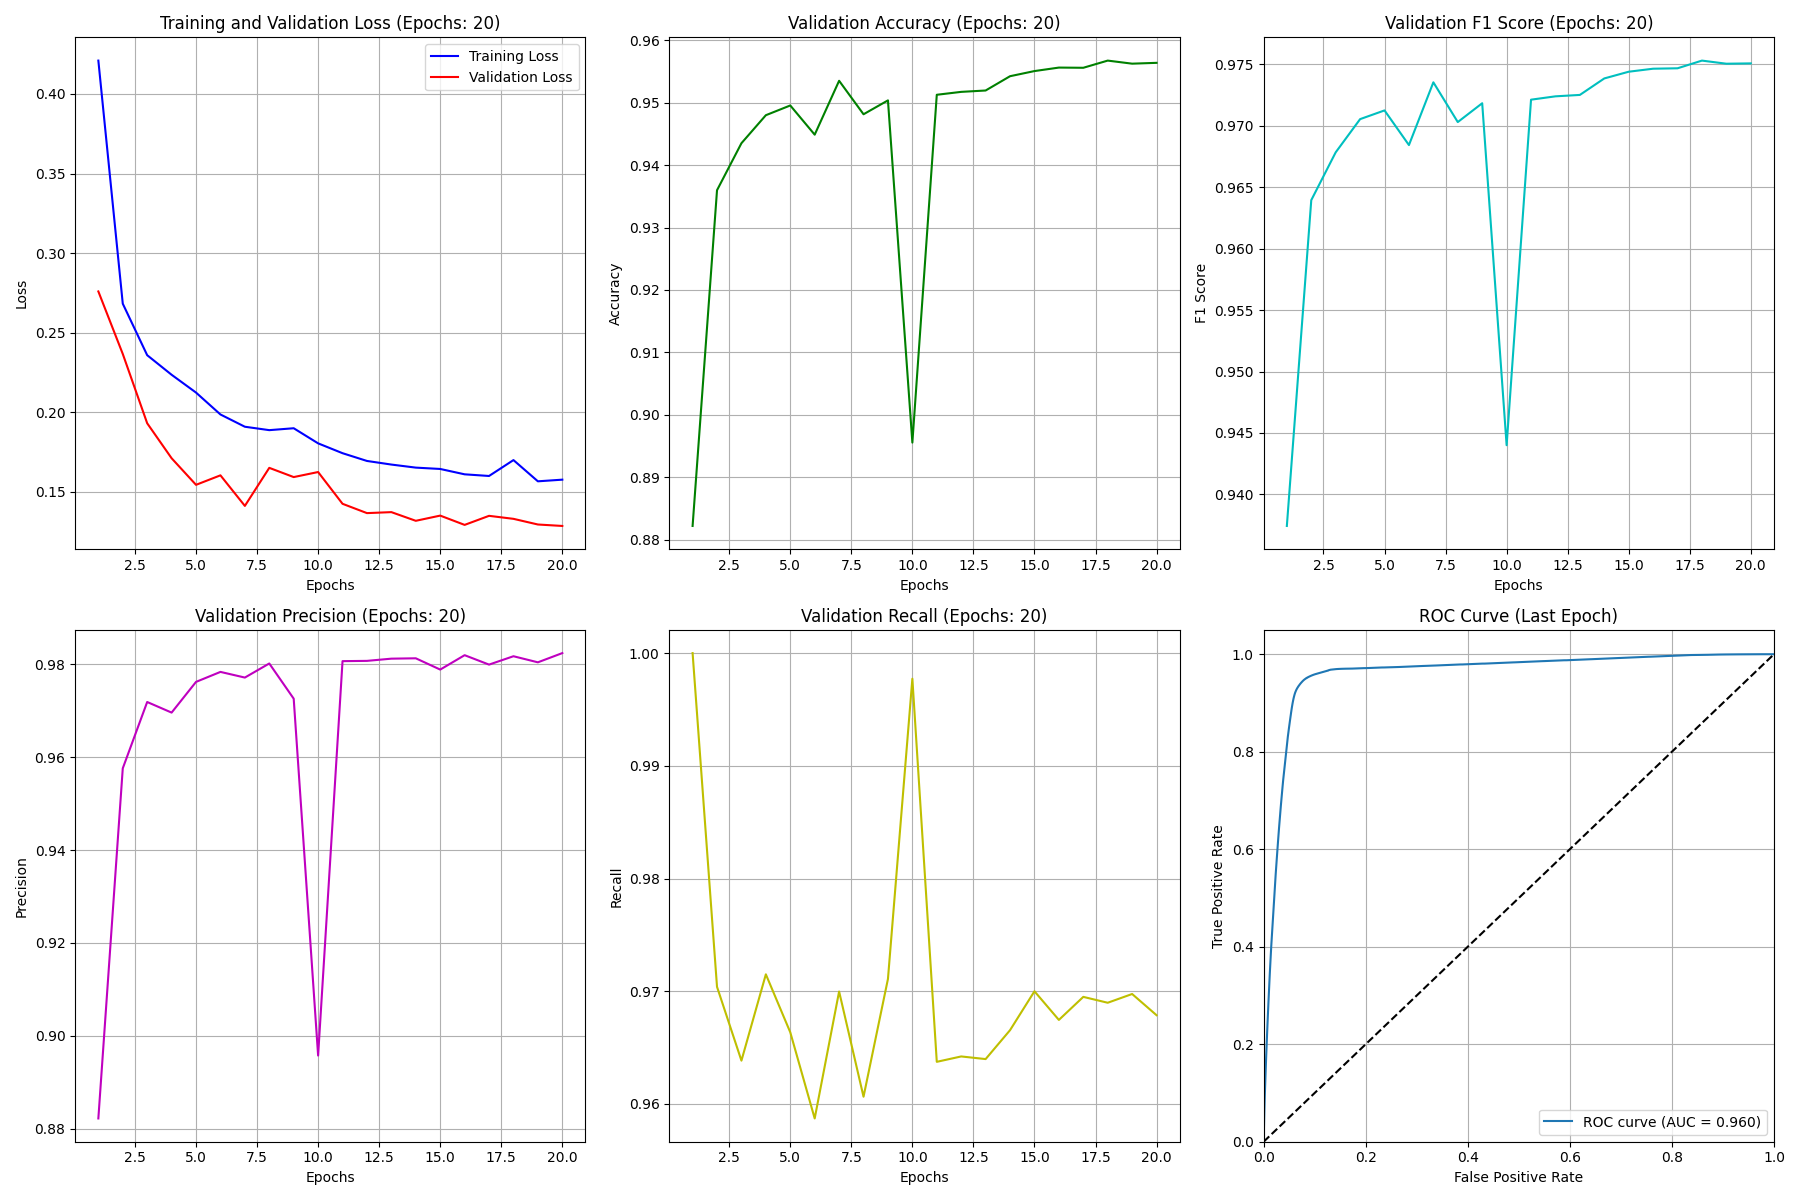 Training and Validation Loss (Epochs: 20)
Training Loss
Validation Loss
0.40
0.35
0.30
0.25
0.20
0.15
Loss
2.5 5.0 7.5 10.0 12.5 15.0 17.5 20.0
Epochs
Validation Accuracy (Epochs: 20)
0.96
0.95
0.94
0.93
0.92
0.91
0.90
0.89
0.88
Accuracy
2.5 5.0 7.5 10.0 12.5 15.0 17.5 20.0
Epochs
Validation F1 Score (Epochs: 20)
0.975
0.970
0.965
0.960
0.955
0.950
0.945
0.940
F1 Score
2.5 5.0 7.5 10.0 12.5 15.0 17.5 20.0
Epochs
Validation Precision (Epochs: 20)
0.98
0.96
0.94
0.92
0.90
0.88
Precision
2.5 5.0 7.5 10.0 12.5 15.0 17.5 20.0
Epochs
Validation Recall (Epochs: 20)
1.00
0.99
0.98
0.97
0.96
Recall
2.5 5.0 7.5 10.0 12.5 15.0 17.5 20.0
Epochs
ROC Curve (Last Epoch)
1.0
0.8
0.6
0.4
0.2
0.0
True Positive Rate
ROC curve (AUC = 0.960)
0.0 0.2 0.4 0.6 0.8 1.0
False Positive Rate